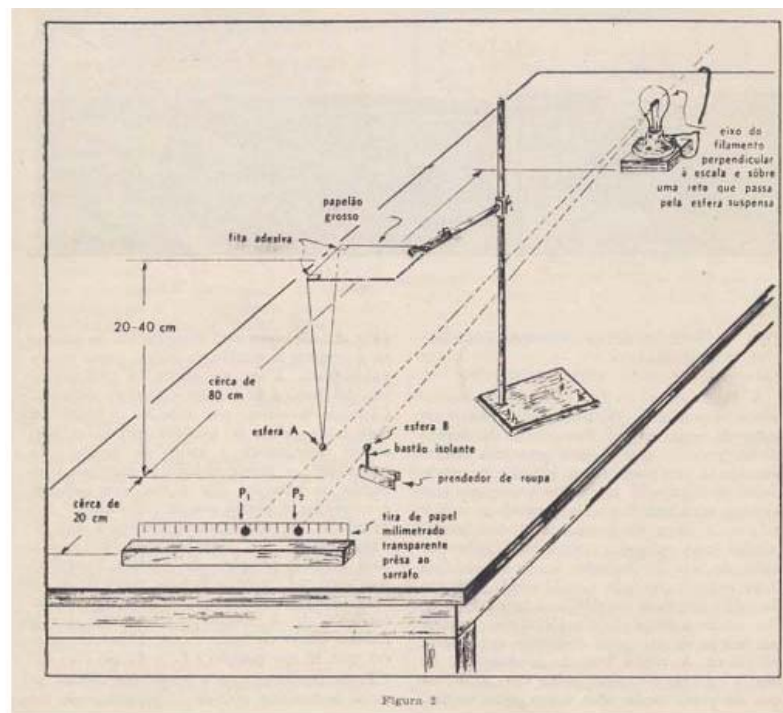 eixo do
filamento
perpendicular
à escala e sôbre
uma reta que passa
pela esfera suspensa
papelão
grosso
fita adesiva
20-40 cm
cêrca de
80 cm
esfera A
esfera B
bastão isolante
prendedor de roupa
cêrca de
20 cm
P₁
P₂
tira de papel
milimetrado
transparente
prêsa ao
sarrafo
Figura 2